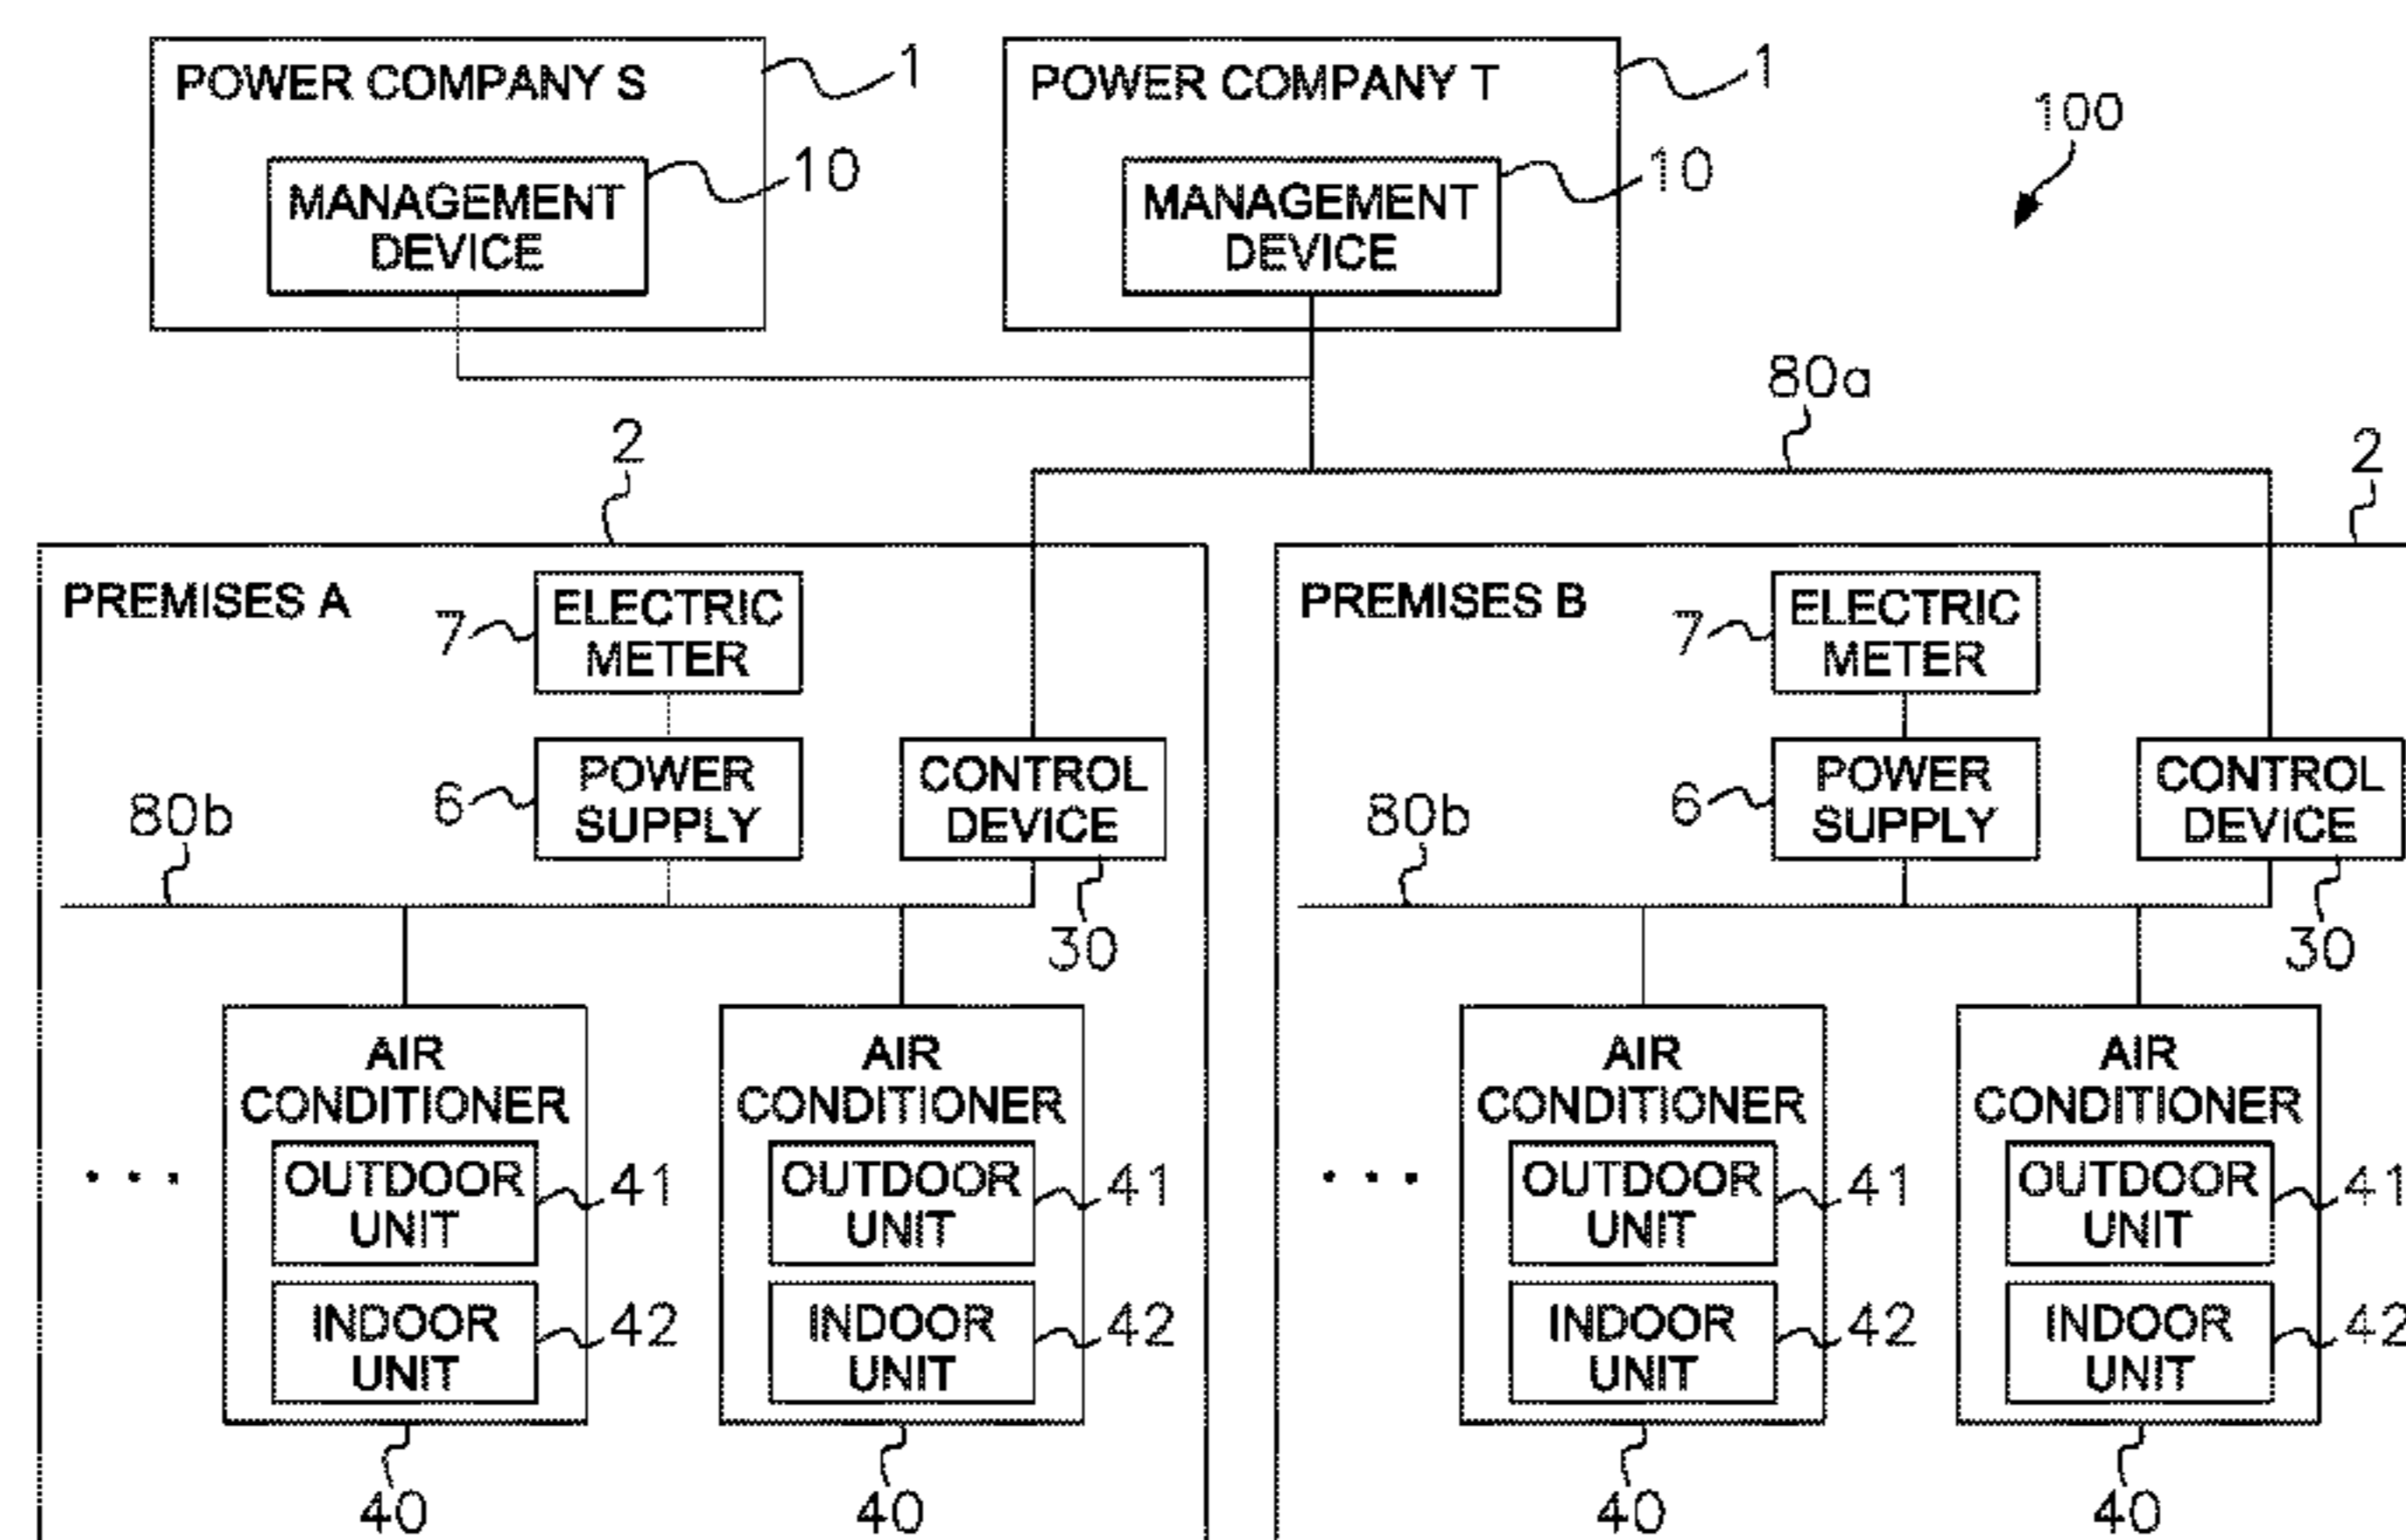 POWER COMPANY S
1
POWER COMPANY T
1
100
MANAGEMENT
DEVICE
10
MANAGEMENT
DEVICE
10
80a
2
2
PREMISES A
7
ELECTRIC
METER
6
POWER
SUPPLY
CONTROL
DEVICE
80b
30
AIR
CONDITIONER
OUTDOOR
UNIT
41
INDOOR
UNIT
42
40
AIR
CONDITIONER
OUTDOOR
UNIT
41
INDOOR
UNIT
42
40
. . .
PREMISES B
7
ELECTRIC
METER
6
POWER
SUPPLY
CONTROL
DEVICE
80b
30
. . .
AIR
CONDITIONER
OUTDOOR
UNIT
41
INDOOR
UNIT
42
40
AIR
CONDITIONER
OUTDOOR
UNIT
41
INDOOR
UNIT
42
40